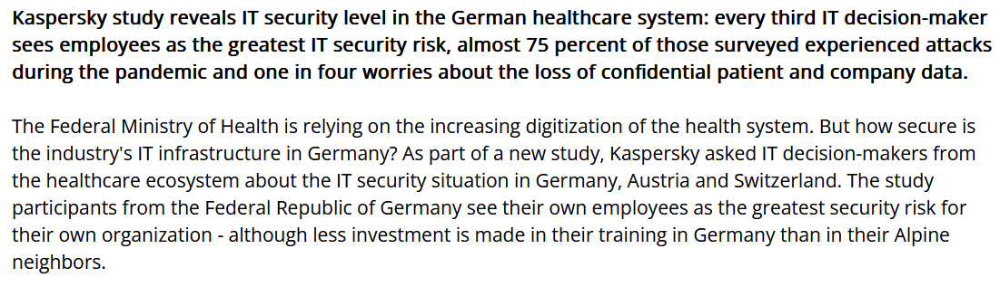 Kaspersky study reveals IT security level in the German healthcare system: every third IT decision-maker
sees employees as the greatest IT security risk, almost 75 percent of those surveyed experienced attacks
during the pandemic and one in four worries about the loss of confidential patient and company data.
The Federal Ministry of Health is relying on the increasing digitization of the health system. But how secure is
the industry's IT infrastructure in Germany? As part of a new study, Kaspersky asked IT decision-makers from
the healthcare ecosystem about the IT security situation in Germany, Austria and Switzerland. The study
participants from the Federal Republic of Germany see their own employees as the greatest security risk for
their own organization - although less investment is made in their training in Germany than in their Alpine
neighbors.